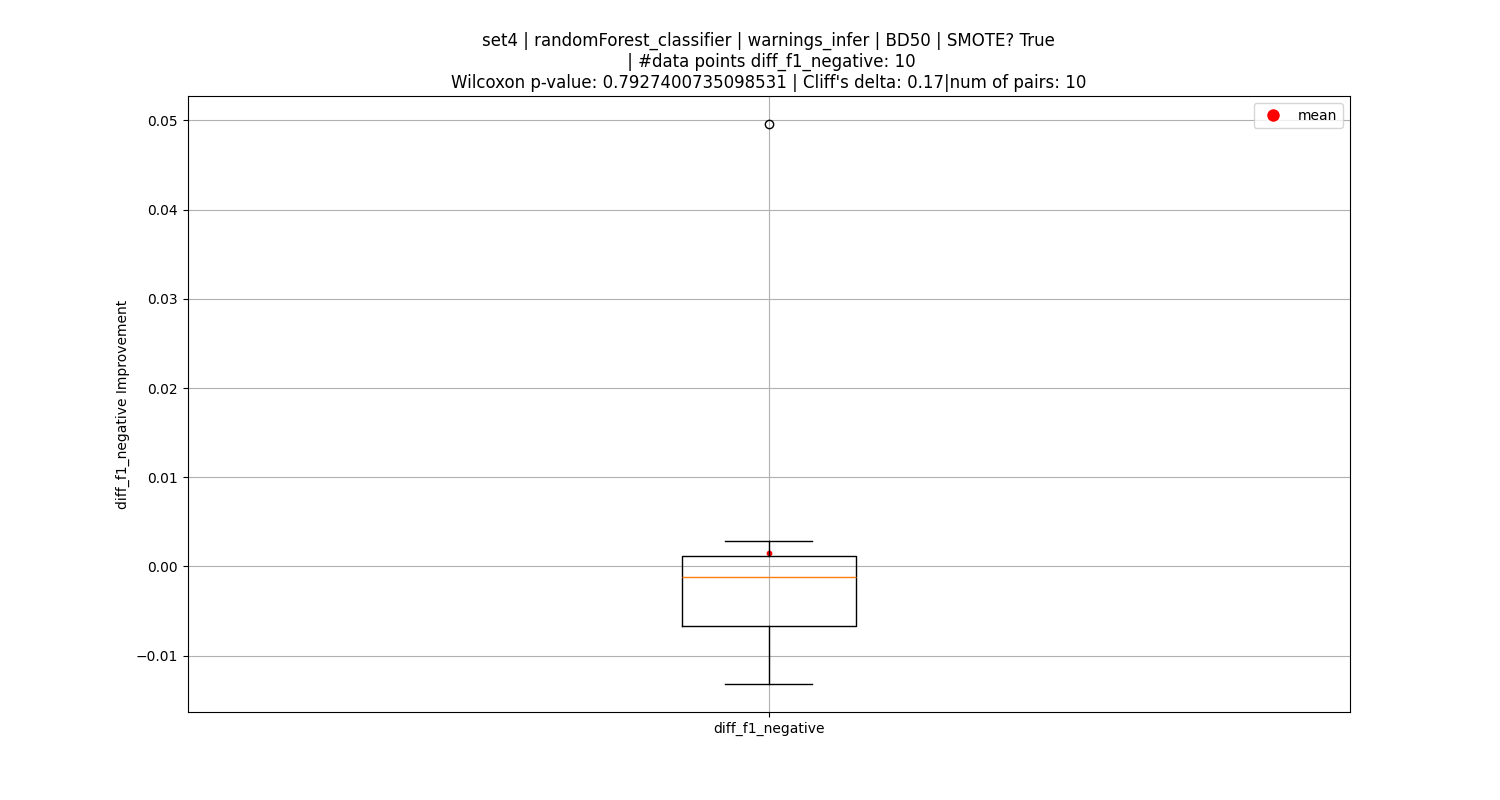 set4 | randomForest_classifier | warnings_infer | BD50 | SMOTE? True
| #data points diff_f1_negative: 10
Wilcoxon p-value: 0.7927400735098531 | Cliff's delta: 0.17|num of pairs: 10
mean
0.05
0.04
0.03
0.02
0.01
0.00
−0.01
diff_f1_negative Improvement
diff_f1_negative